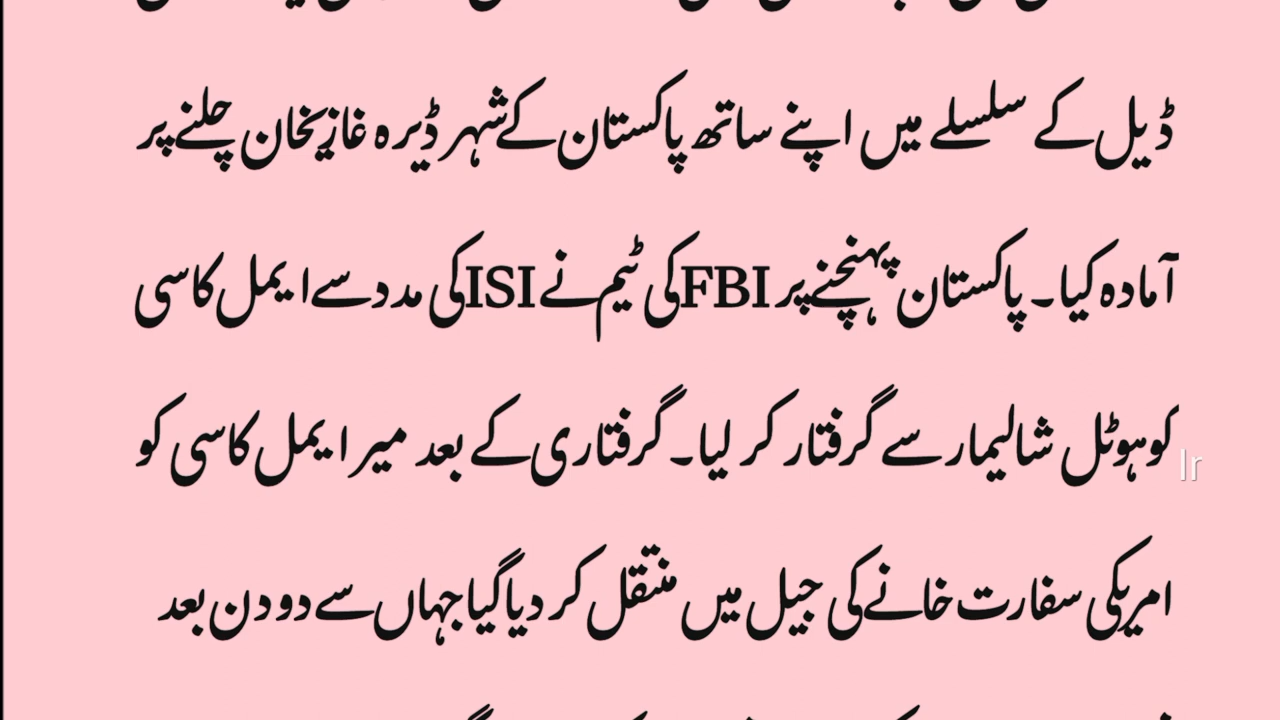 ڈیل کے سلسلے میں اپنے ساتھ پاکستان کے شہر ڈیرہ غازیخان چلنے پر
آمادہ کیا۔ پاکستان پہنچنے پر FBI کی ٹیم نے ISI کی مدد سے ایمل کاسی
کو ہوٹل شالیمار سے گرفتار کر لیا۔ گرفتاری کے بعد میر ایمل کاسی کو
Ir
امریکی سفارت خانے کی جیل میں منتقل کر دیا گیا جہاں سے دو دن بعد